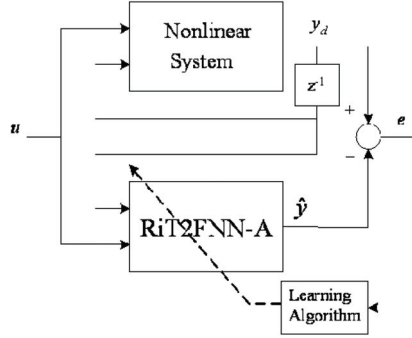 Nonlinear
System
y_d
z⁻¹
u
+
e
−
ŷ
RiT2FNN-A
Learning
Algorithm